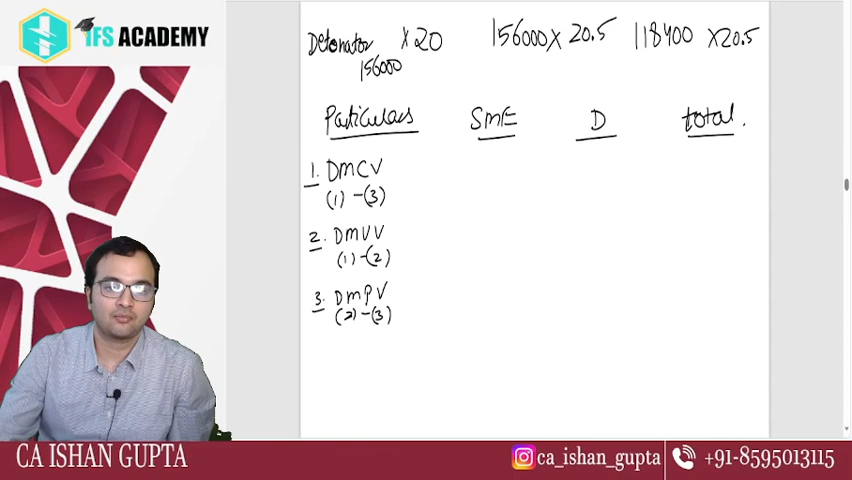 IFS ACADEMY
Detonator × 20 156000 × 20.5 118400 × 20.5
156000
Particulars SME D total.
1. DMCV
(1) - (3)
2. DMUV
(1) - (2)
3. DMPV
(2) - (3)
CA ISHAN GUPTA ca_ishan_gupta +91-8595013115